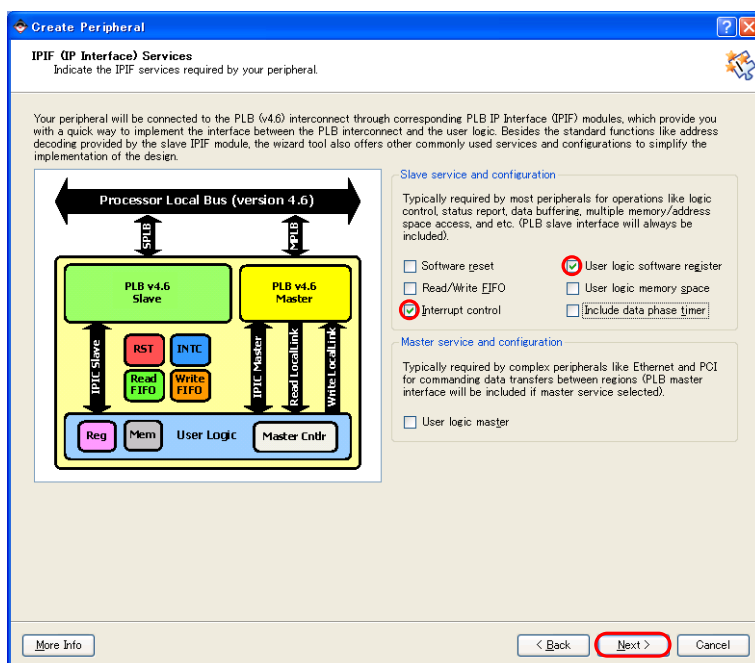 Create Peripheral
IPIF (IP Interface) Services
Indicate the IPIF services required by your peripheral.
Your peripheral will be connected to the PLB (v4.6) interconnect through corresponding PLB IP Interface (IPIF) modules, which provide you
with a quick way to implement the interface between the PLB interconnect and the user logic. Besides the standard functions like address
decoding provided by the slave IPIF module, the wizard tool also offers other commonly used services and configurations to simplify the
implementation of the design.
Processor Local Bus (version 4.6)
SPLB
MPLB
PLB v4.6
Slave
PLB v4.6
Master
IPIC Slave
RST
INTC
Read
FIFO
Write
FIFO
IPIC Master
Read LocalLink
Write LocalLink
Reg
Mem
User Logic
Master Cntlr
Slave service and configuration
Typically required by most peripherals for operations like logic
control, status report, data buffering, multiple memory/address
space access, and etc. (PLB slave interface will always be
included).
Software reset
User logic software register
Read/Write FIFO
User logic memory space
Interrupt control
Include data phase timer
Master service and configuration
Typically required by complex peripherals like Ethernet and PCI
for commanding data transfers between regions (PLB master
interface will be included if master service selected).
User logic master
More Info
< Back
Next >
Cancel